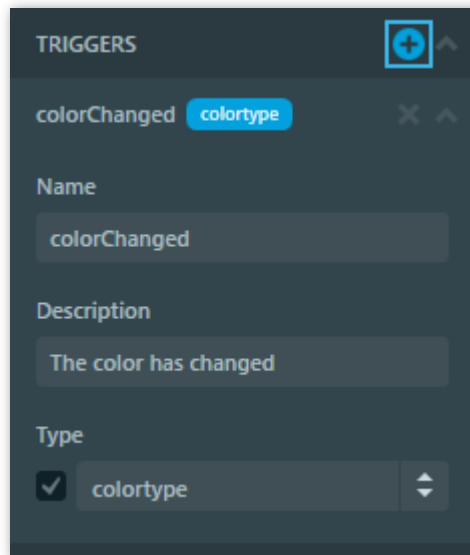 TRIGGERS
colorChanged colortype
Name
colorChanged
Description
The color has changed
Type
colortype